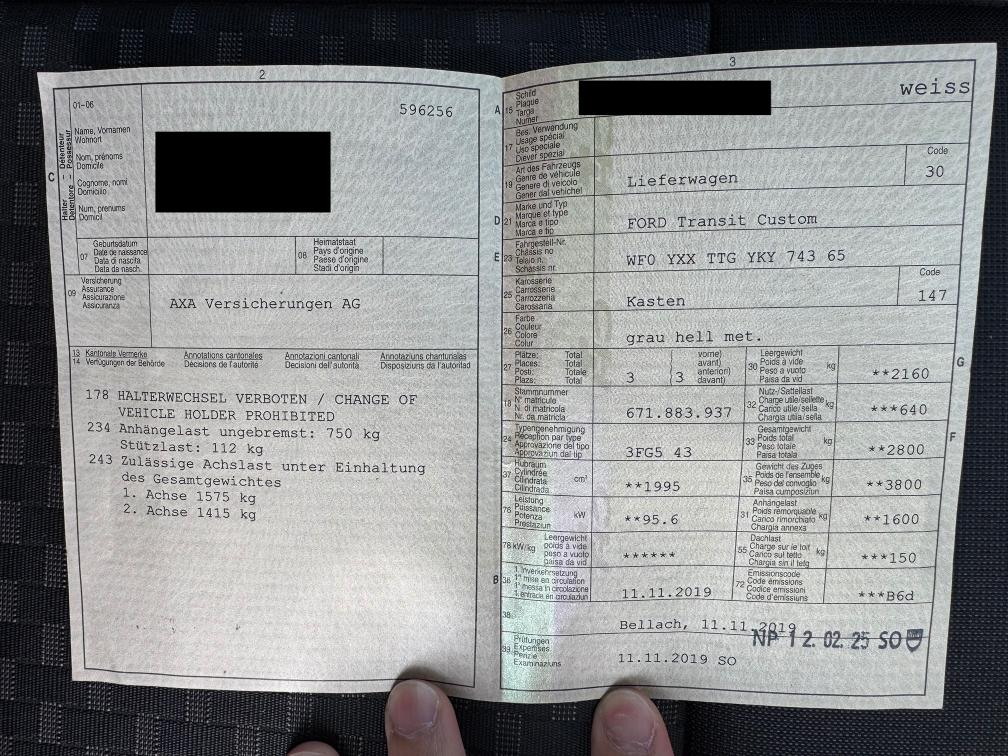 2
01-06
596256
C
Halter – Détenteur
Detentore – Possessur
Name, Vornamen
Wohnort
Nom, prénoms
Domicile
Cognome, nomi
Domicilio
Num, prenums
Domicil
07
Geburtsdatum
Date de naissance
Data di nascita
Data da nasch.
08
Heimatstaat
Pays d'origine
Paese d'origine
Stadi d'origin
09
Versicherung
Assurance
Assicurazione
Assicuranza
AXA Versicherungen AG
13 Kantonale Vermerke Annotations cantonales Annotazioni cantonali Annotaziuns chantunalas
14 Verfügungen der Behörde Décisions de l'autorité Decisioni dell'autorità Disposiziuns da l'autoritad
178 HALTERWECHSEL VERBOTEN / CHANGE OF
VEHICLE HOLDER PROHIBITED
234 Anhängelast ungebremst: 750 kg
Stützlast: 112 kg
243 Zulässige Achslast unter Einhaltung
des Gesamtgewichtes
1. Achse 1575 kg
2. Achse 1415 kg
3
A
15
Schild
Plaque
Targa
Numer
weiss
17
Bes. Verwendung
Usage spécial
Uso speciale
Diever spezial
19
Art des Fahrzeugs
Genre de véhicule
Genere di veicolo
Gener dal vehichel
Lieferwagen
Code
30
D
21
Marke und Typ
Marque et type
Marca e tipo
Marca e tip
FORD Transit Custom
E
23
Fahrgestell-Nr.
Châssis no
Telaio n.
Schassis nr.
WF0 YXX TTG YKY 743 65
25
Karosserie
Carrosserie
Carrozzeria
Carossaria
Kasten
Code
147
26
Farbe
Couleur
Colore
Colur
grau hell met.
27
Plätze: Total
Places: Total
Posti: Totale
Plazs: Total
3
(3
vorne)
avant)
anteriori)
davant)
30
Leergewicht
Poids à vide
Peso a vuoto
Paisa da vid
kg
**2160
G
18
Stammnummer
N° matricule
N. di matricola
Nr. da matricla
671.883.937
32
Nutz-/Sattellast
Charge utile/sellette
Carico utile/sella
Chargia utila/sella
kg
***640
24
Typengenehmigung
Réception par type
Approvazione del tipo
Approvaziun dal tip
3FG5 43
33
Gesamtgewicht
Poids total
Peso totale
Paisa totala
kg
**2800
F
37
Hubraum
Cylindrée
Cilindrata
Cilindrada
cm³
**1995
35
Gewicht des Zuges
Poids de l'ensemble
Peso del convoglio
Paisa cumposiziun
kg
**3800
76
Leistung
Puissance
Potenza
Prestaziun
kW
**95.6
31
Anhängelast
Poids remorquable
Carico rimorchiato
Chargia annexa
kg
**1600
78 kW/kg
Leergewicht
poids à vide
peso a vuoto
paisa da vid
******
55
Dachlast
Charge sur le toit
Carico sul tetto
Chargia sin il tetg
kg
***150
B
36
1. Inverkehrsetzung
1re mise en circulation
1a messa in circolazione
1. entrada en circulaziun
11.11.2019
72
Emissionscode
Code émissions
Codice emissioni
Code d'emissiuns
***B6d
38
Bellach, 11.11.2019
NP 12.02.25 SO
39
Prüfungen
Expertises
Perizie
Examinaziuns
11.11.2019 SO